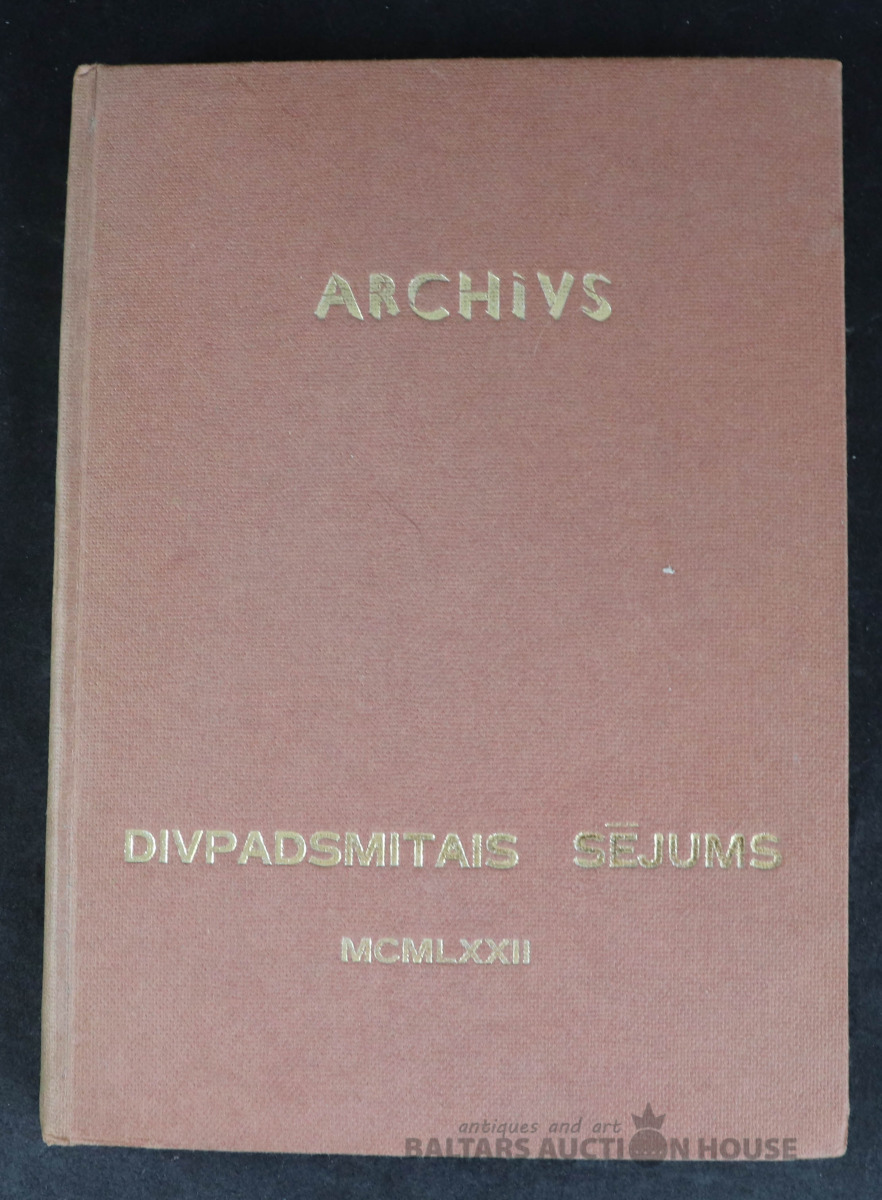 ARCHiVS
DIVPADSMITAIS SĒJUMS
MCMLXXII
antiques and art
BALTARS AUCTION HOUSE